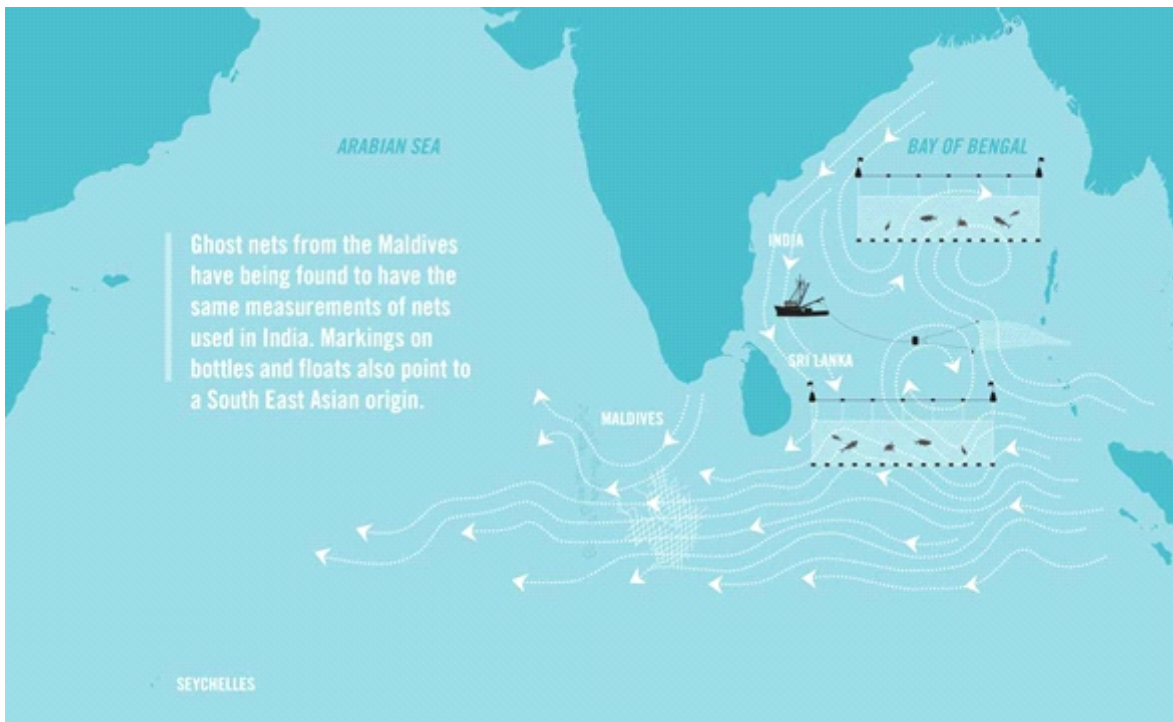 ARABIAN SEA
BAY OF BENGAL
Ghost nets from the Maldives
have being found to have the
same measurements of nets
used in India. Markings on
bottles and floats also point to
a South East Asian origin.
INDIA
SRI LANKA
MALDIVES
SEYCHELLES